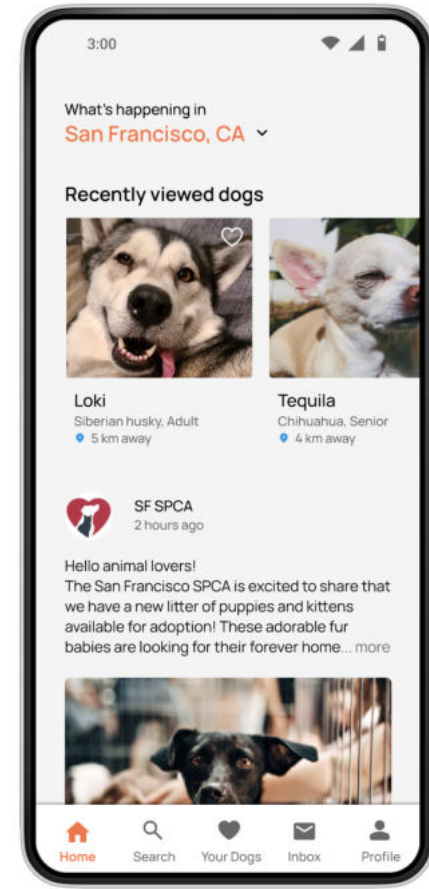 3:00
What's happening in
San Francisco, CA
Recently viewed dogs
Loki
Siberian husky, Adult
5 km away
Tequila
Chihuahua, Senior
4 km away
SF SPCA
2 hours ago
Hello animal lovers!
The San Francisco SPCA is excited to share that
we have a new litter of puppies and kittens
available for adoption! These adorable fur
babies are looking for their forever home... more
Home
Search
Your Dogs
Inbox
Profile